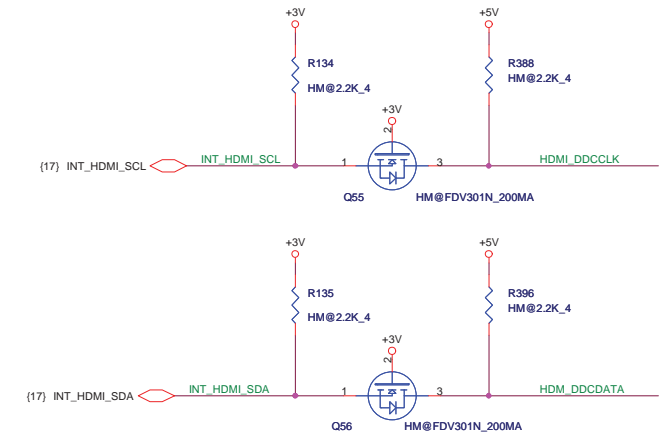 +3V
+5V
R134
R388
HM@2.2K_4
HM@2.2K_4
+3V
2
{17} INT_HDMI_SCL
INT_HDMI_SCL
1
3
HDMI_DDCCLK
Q55
HM@FDV301N_200MA
+3V
+5V
R135
R396
HM@2.2K_4
HM@2.2K_4
+3V
2
{17} INT_HDMI_SDA
INT_HDMI_SDA
1
3
HDM_DDCDATA
Q56
HM@FDV301N_200MA